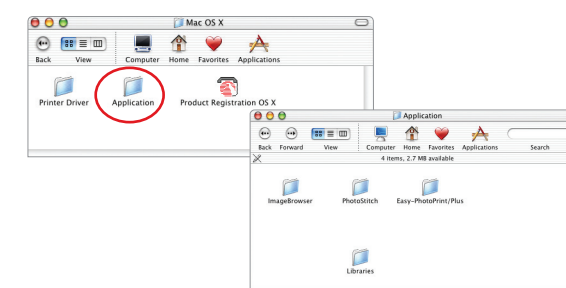 Mac OS X
Back View Computer Home Favorites Applications
Printer Driver Application Product Registration OS X
Application
Back Forward View Computer Home Favorites Applications Search
4 items, 2.7 MB available
ImageBrowser PhotoStitch Easy-PhotoPrint/Plus
Libraries